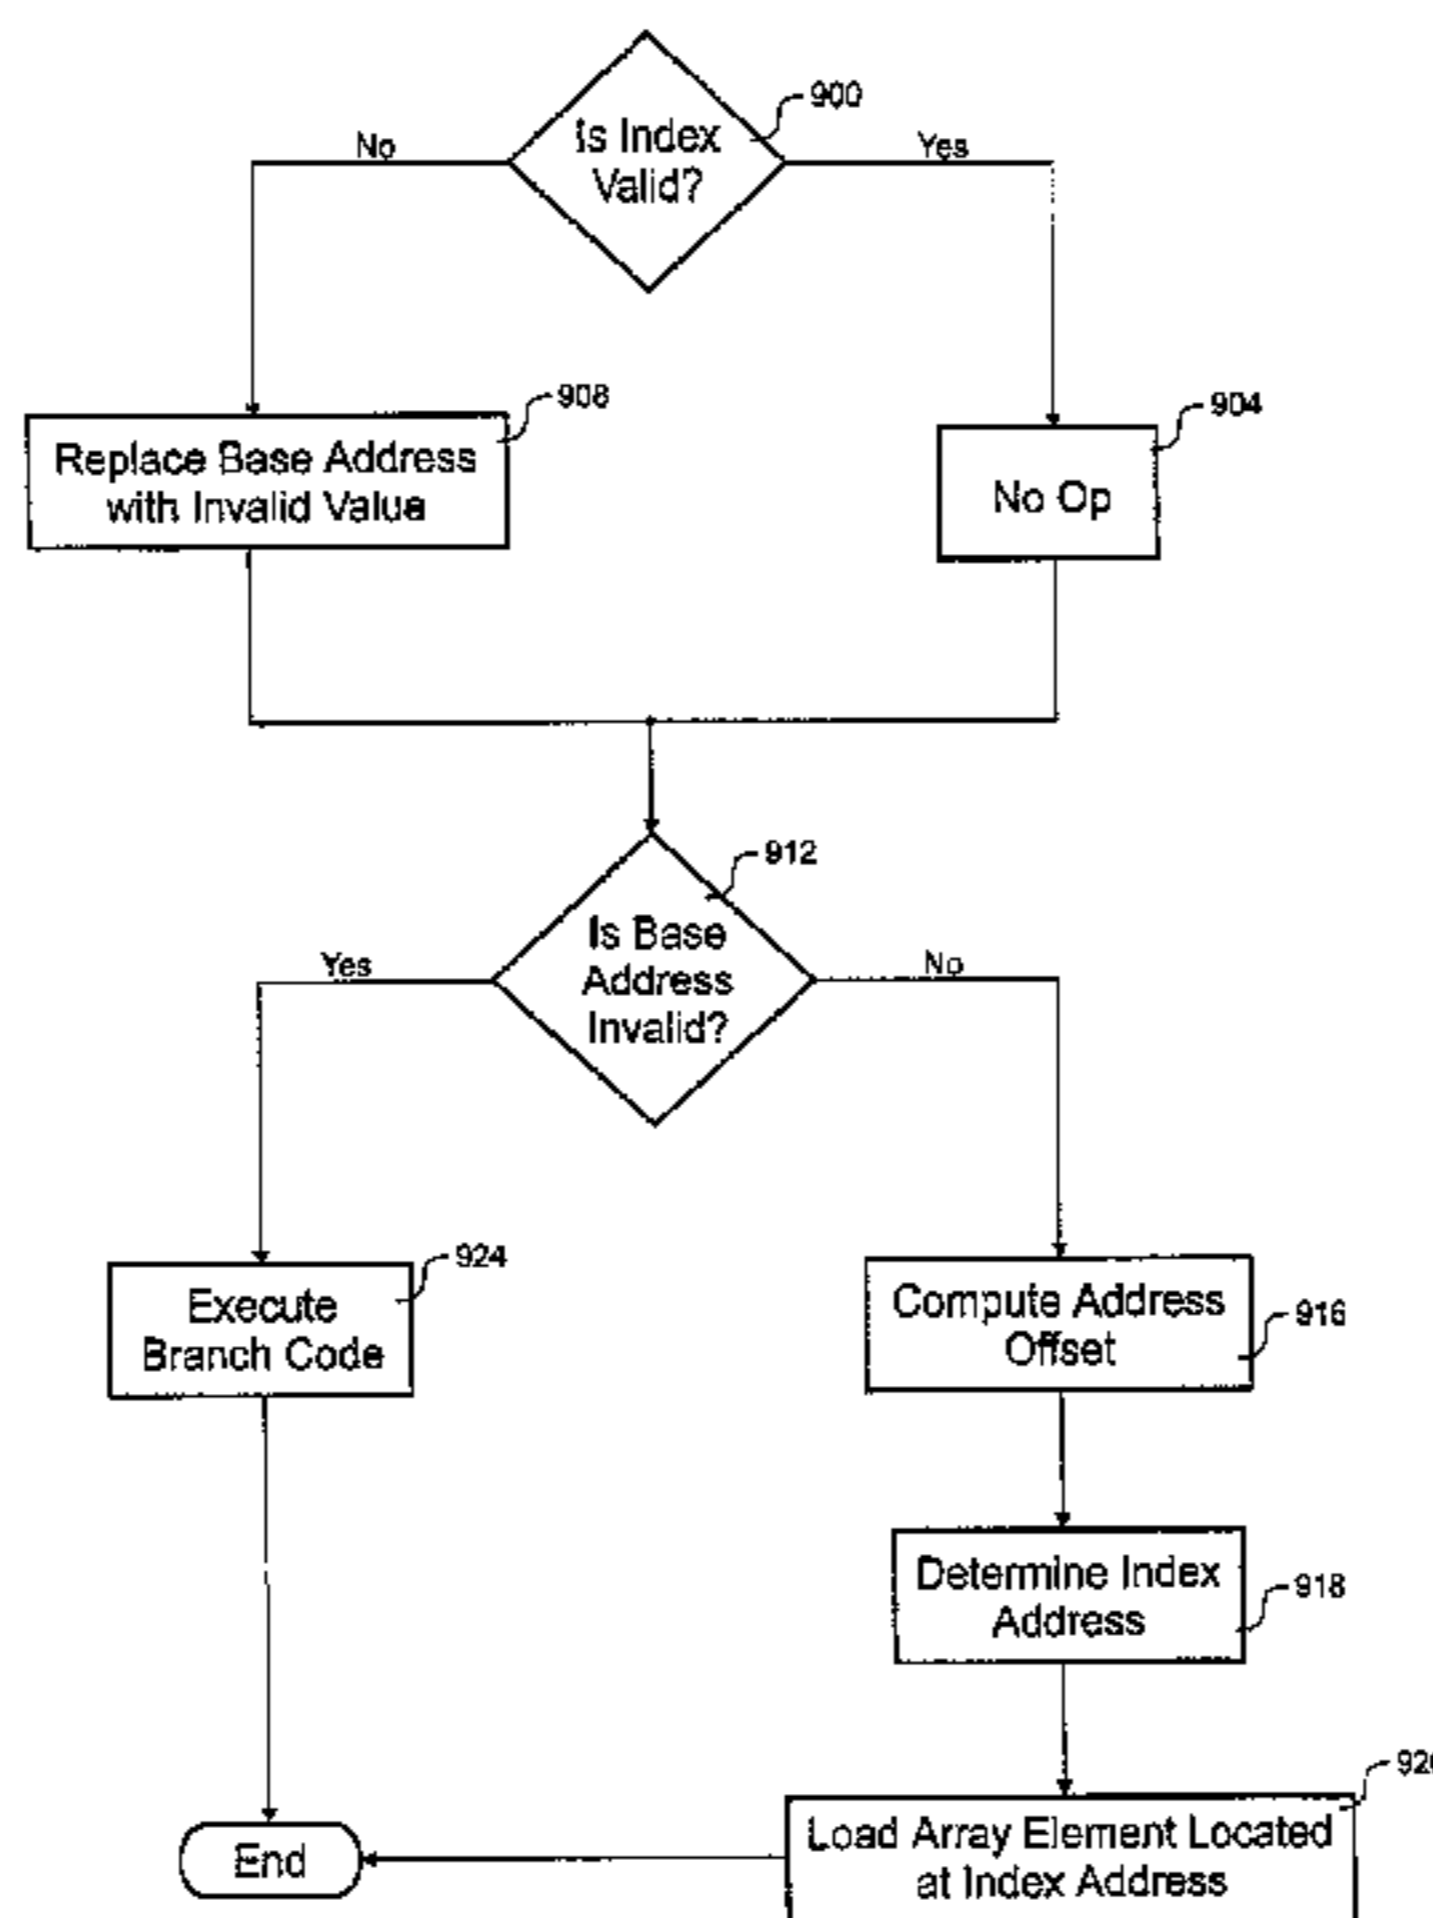 900
Is Index
Valid?
No
Yes
908
Replace Base Address
with Invalid Value
904
No Op
912
Is Base
Address
Invalid?
Yes
No
924
Execute
Branch Code
916
Compute Address
Offset
918
Determine Index
Address
Load Array Element Located
at Index Address
End